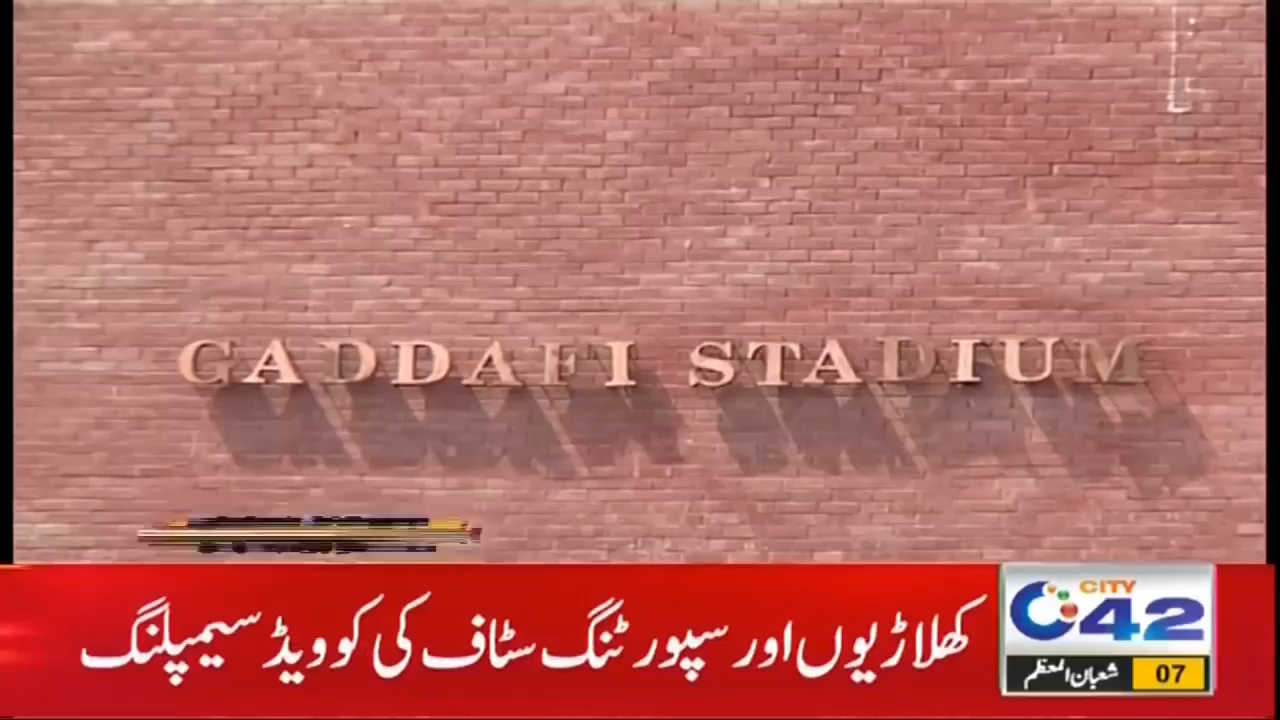 GADDAFI STADIUM
کھلاڑیوں اور سپورٹنگ سٹاف کی کوویڈ سیمپلنگ
CITY
42
شعبان المعظم 07